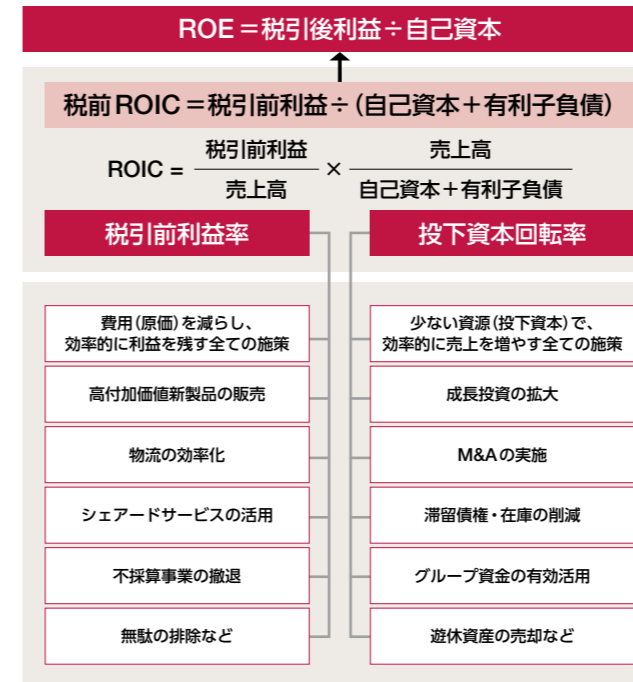 ROE＝税引後利益÷自己資本
税前ROIC＝税引前利益÷（自己資本＋有利子負債）
ROIC = 税引前利益 / 売上高 × 売上高 / 自己資本＋有利子負債
税引前利益率
投下資本回転率
費用（原価）を減らし、
効率的に利益を残す全ての施策
高付加価値新製品の販売
物流の効率化
シェアードサービスの活用
不採算事業の撤退
無駄の排除など
少ない資源（投下資本）で、
効率的に売上を増やす全ての施策
成長投資の拡大
M&Aの実施
滞留債権・在庫の削減
グループ資金の有効活用
遊休資産の売却など